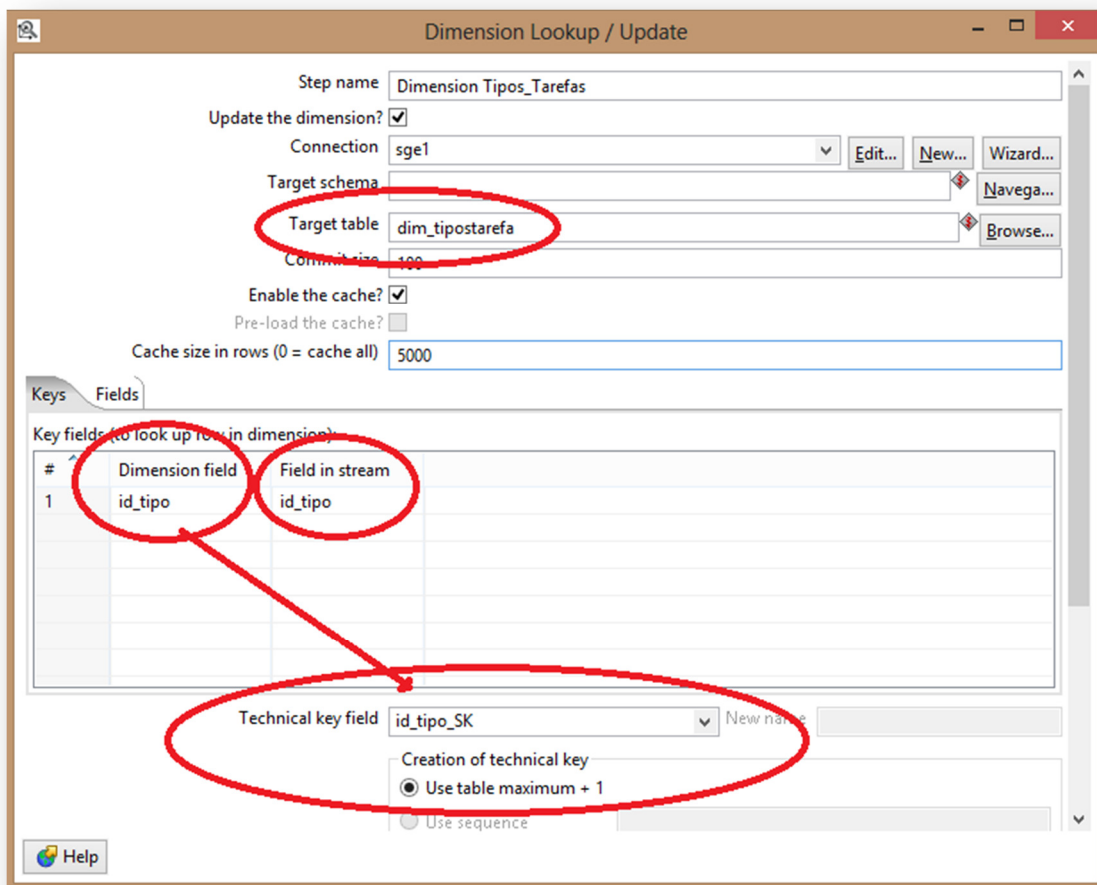 Dimension Lookup / Update
Step name Dimension Tipos_Tarefas
Update the dimension?
Connection sge1 Edit... New... Wizard...
Target schema Navega...
Target table dim_tipostarefa Browse...
Commit size 100
Enable the cache?
Pre-load the cache?
Cache size in rows (0 = cache all) 5000
Keys Fields
Key fields (to look up row in dimension):
# Dimension field Field in stream
1 id_tipo id_tipo
Technical key field id_tipo_SK New name
Creation of technical key
Use table maximum + 1
Use sequence
Help